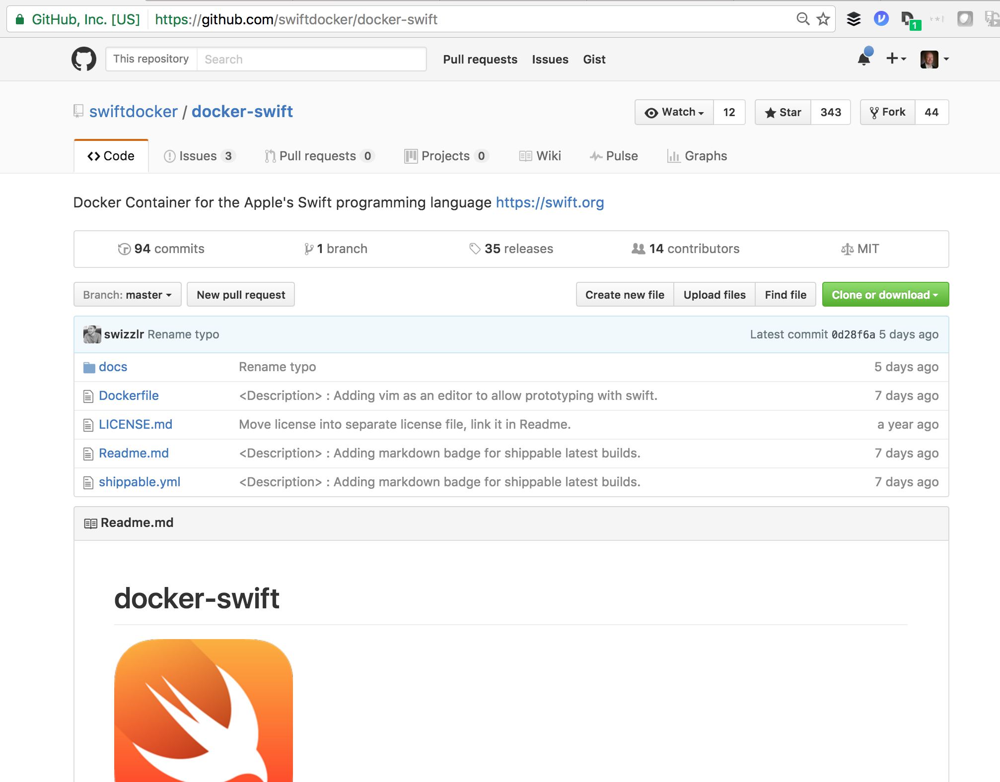 GitHub, Inc. [US] https://github.com/swiftdocker/docker-swift
1
This repository Search Pull requests Issues Gist
swiftdocker / docker-swift Watch 12 Star 343 Fork 44
Code Issues 3 Pull requests 0 Projects 0 Wiki Pulse Graphs
Docker Container for the Apple's Swift programming language https://swift.org
94 commits 1 branch 35 releases 14 contributors MIT
Branch: master New pull request Create new file Upload files Find file Clone or download
swizzlr Rename typo Latest commit 0d28f6a 5 days ago
docs Rename typo 5 days ago
Dockerfile <Description> : Adding vim as an editor to allow prototyping with swift. 7 days ago
LICENSE.md Move license into separate license file, link it in Readme. a year ago
Readme.md <Description> : Adding markdown badge for shippable latest builds. 7 days ago
shippable.yml <Description> : Adding markdown badge for shippable latest builds. 7 days ago
Readme.md
docker-swift